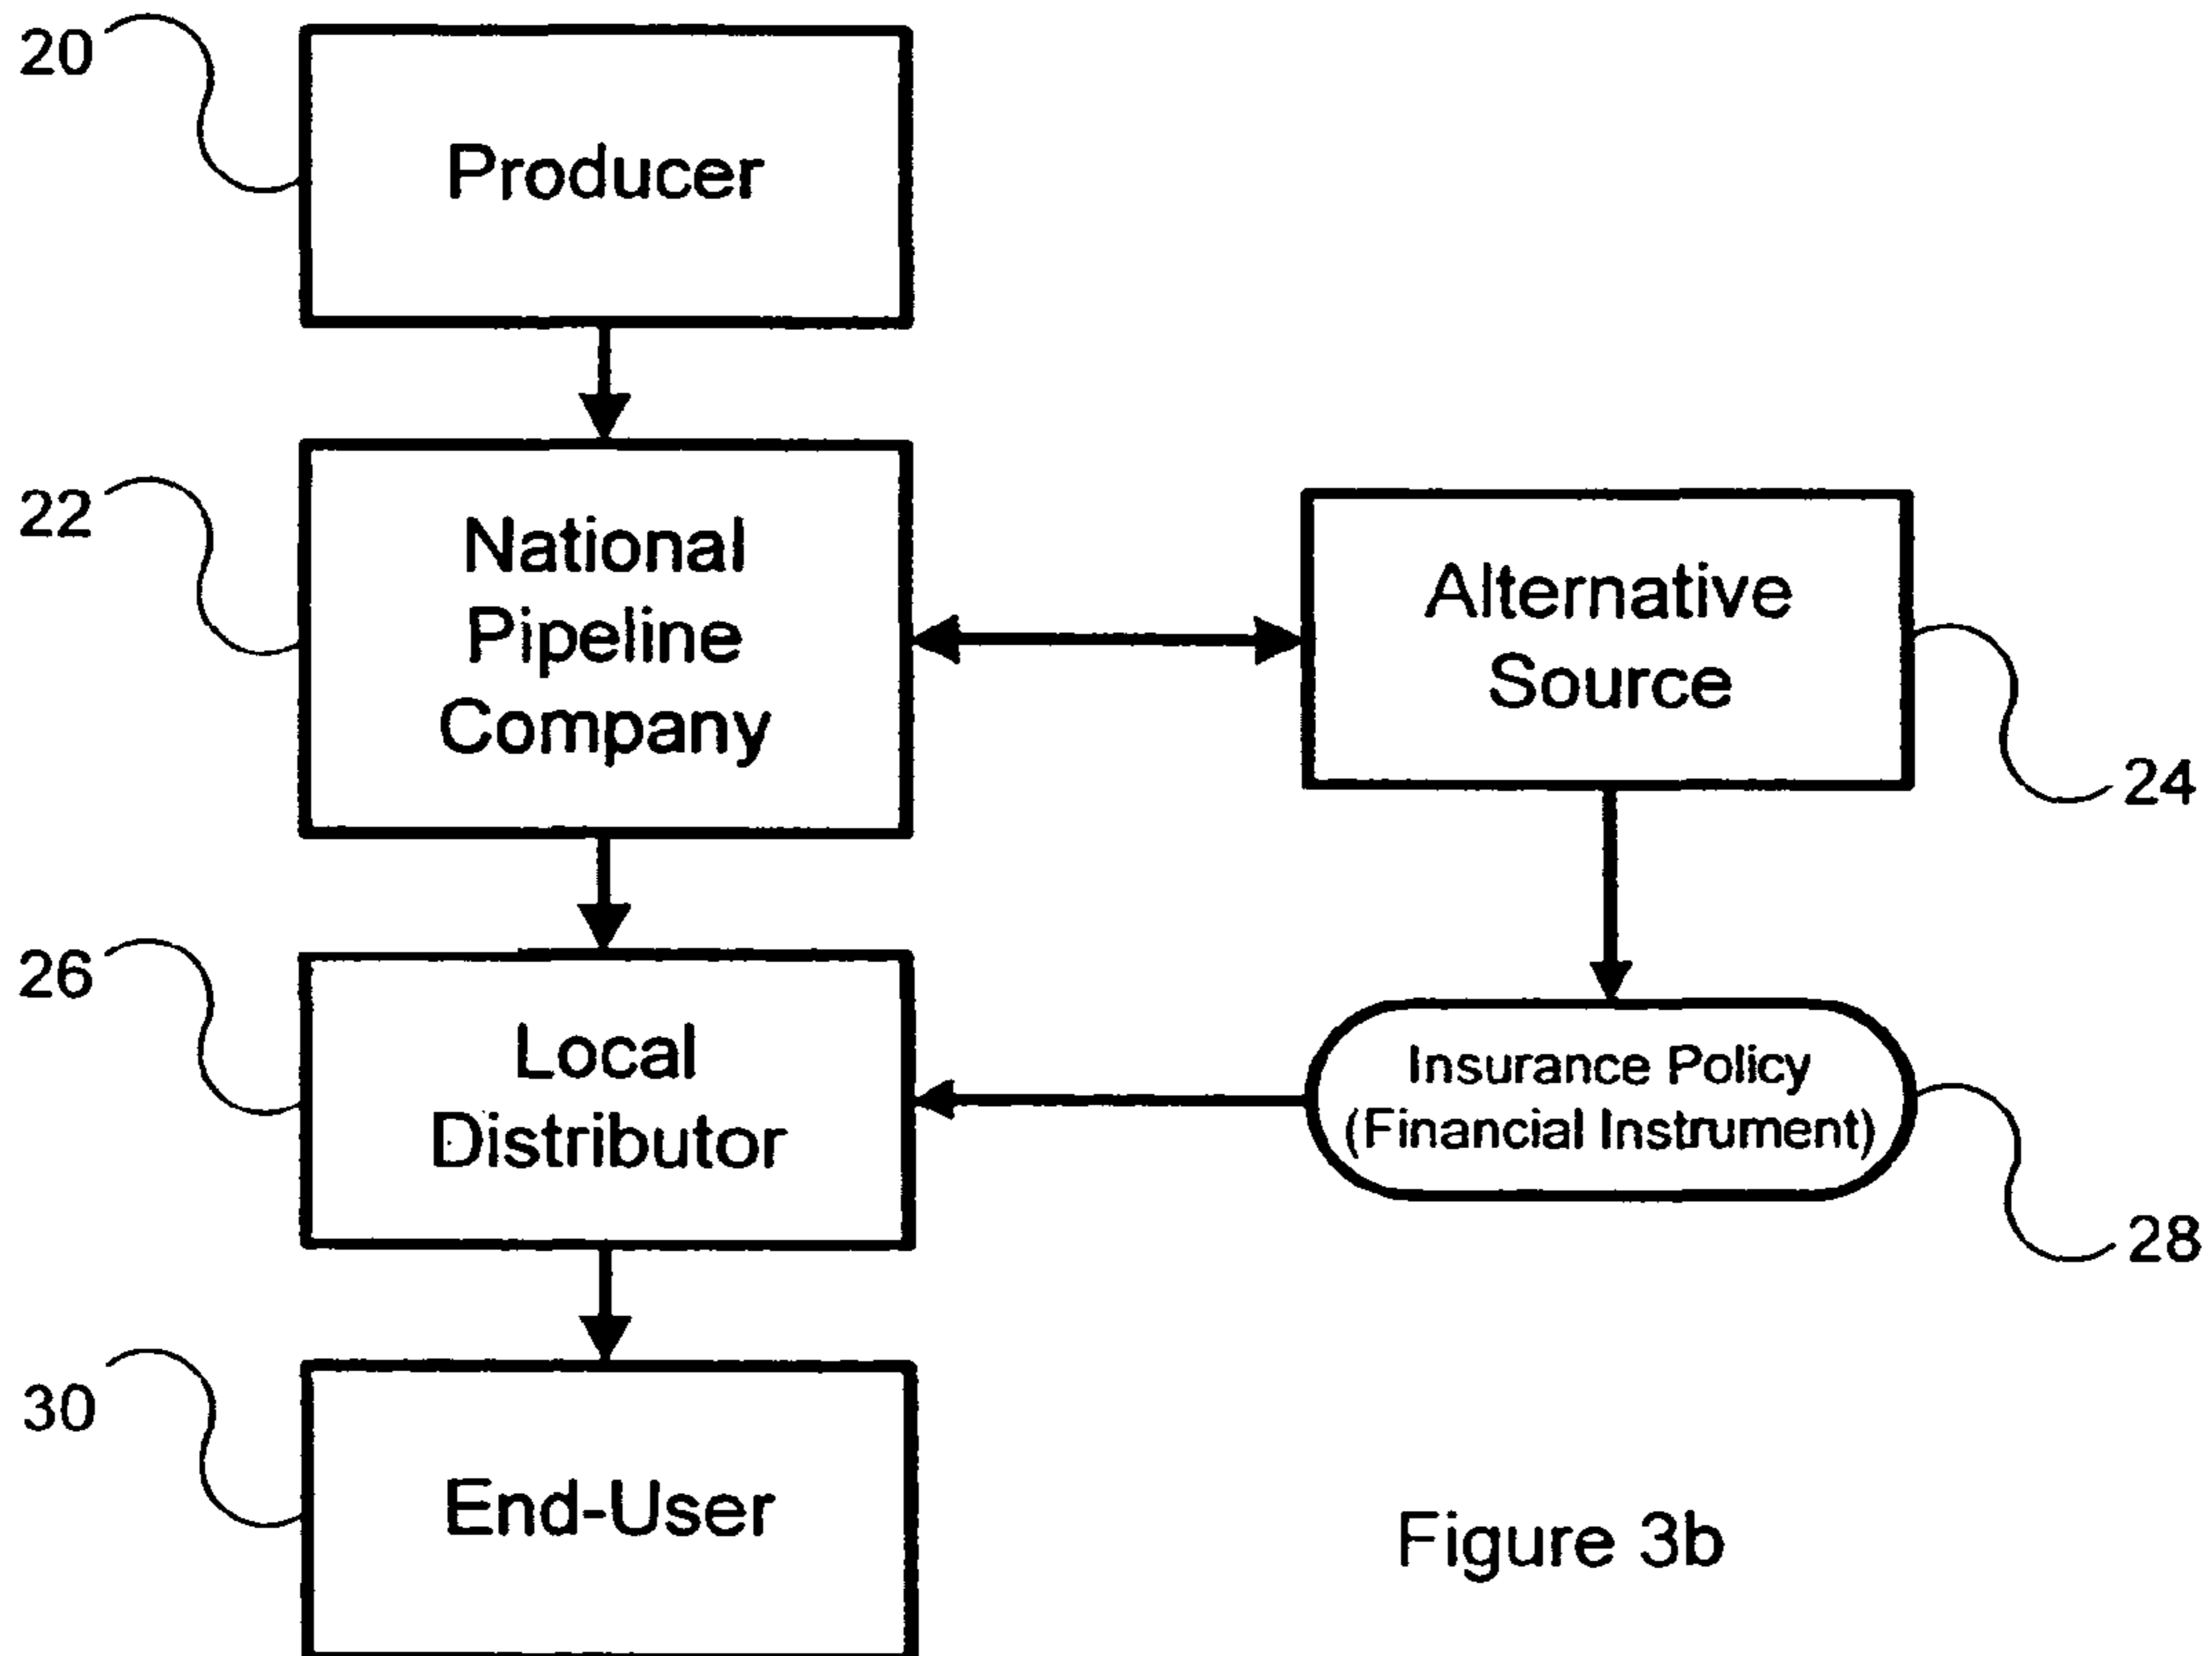 20
Producer
22
National
Pipeline
Company
Alternative
Source
24
26
Local
Distributor
Insurance Policy
(Financial Instrument)
28
30
End-User
Figure 3b